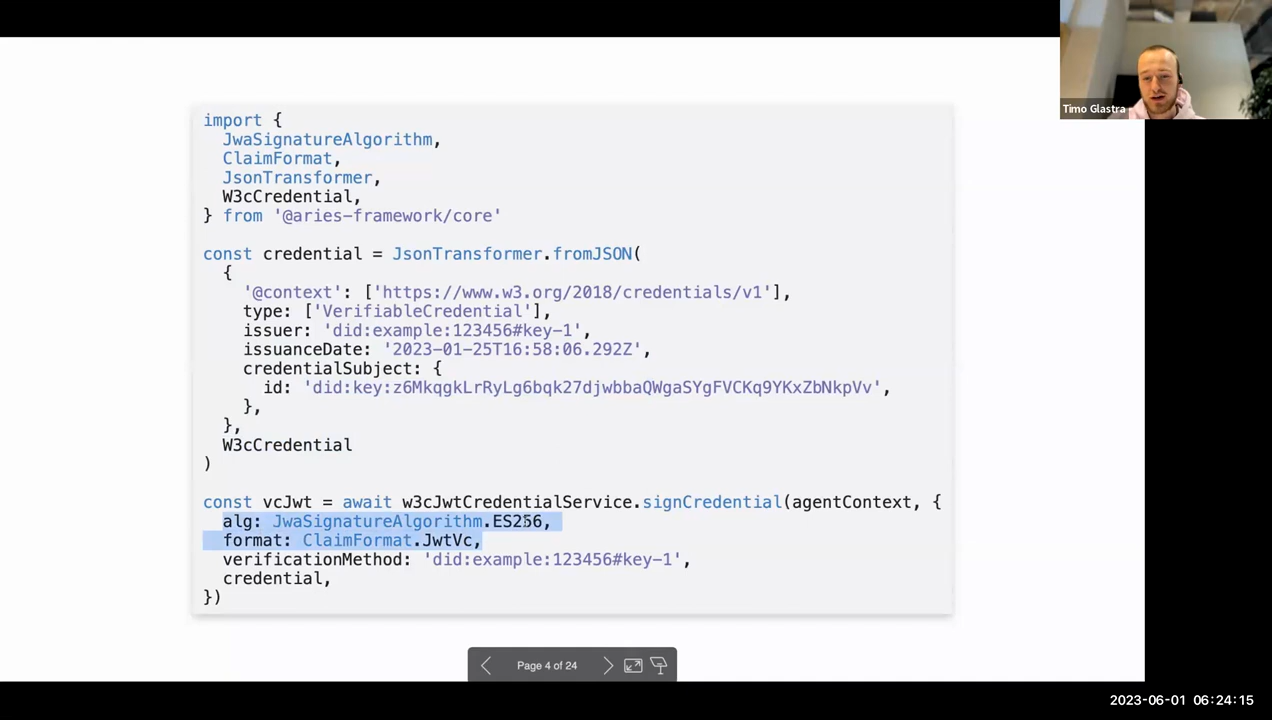 Timo Glastra
import {
JwaSignatureAlgorithm,
ClaimFormat,
JsonTransformer,
W3cCredential,
} from '@aries-framework/core'
const credential = JsonTransformer.fromJSON(
{
'@context': ['https://www.w3.org/2018/credentials/v1'],
type: ['VerifiableCredential'],
issuer: 'did:example:123456#key-1',
issuanceDate: '2023-01-25T16:58:06.292Z',
credentialSubject: {
id: 'did:key:z6MkqgkLrRyLg6bqk27djwbbaQWgaSYgFVCKq9YKxZbNkpVv',
},
},
W3cCredential
)
const vcJwt = await w3cJwtCredentialService.signCredential(agentContext, {
alg: JwaSignatureAlgorithm.ES256,
format: ClaimFormat.JwtVc,
verificationMethod: 'did:example:123456#key-1',
credential,
})
Page 4 of 24
2023-06-01 06:24:15